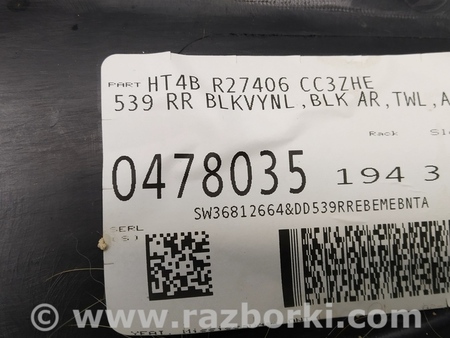 PART HT4B R27406 CC3ZHE
539 RR BLKVYNL,BLK AR,TWL,A
Rack
0478035 194 3
SW36812664&DD539RREBEMEBNTA
SERL
(S)
www.razborki.com